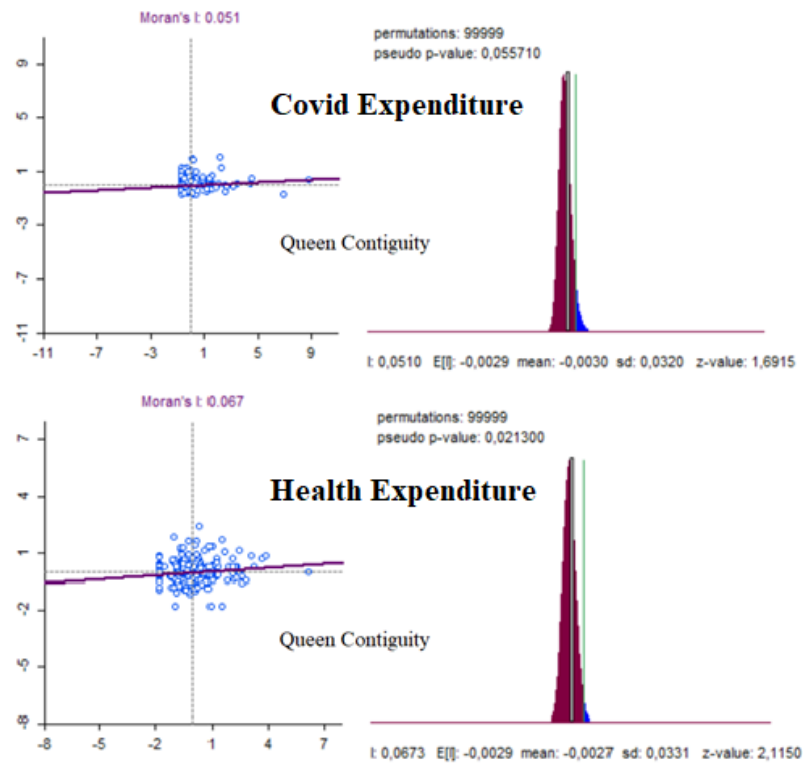 Moran's I: 0.051
permutations: 99999
pseudo p-value: 0,055710
Covid Expenditure
Queen Contiguity
9
5
1
-3
-7
-11
-11 -7 -3 1 5 9
I: 0,0510 E[I]: -0,0029 mean: -0,0030 sd: 0,0320 z-value: 1,6915
Moran's I: 0.067
permutations: 99999
pseudo p-value: 0,021300
Health Expenditure
Queen Contiguity
7
4
1
-2
-5
-8
-8 -5 -2 1 4 7
I: 0,0673 E[I]: -0,0029 mean: -0,0027 sd: 0,0331 z-value: 2,1150